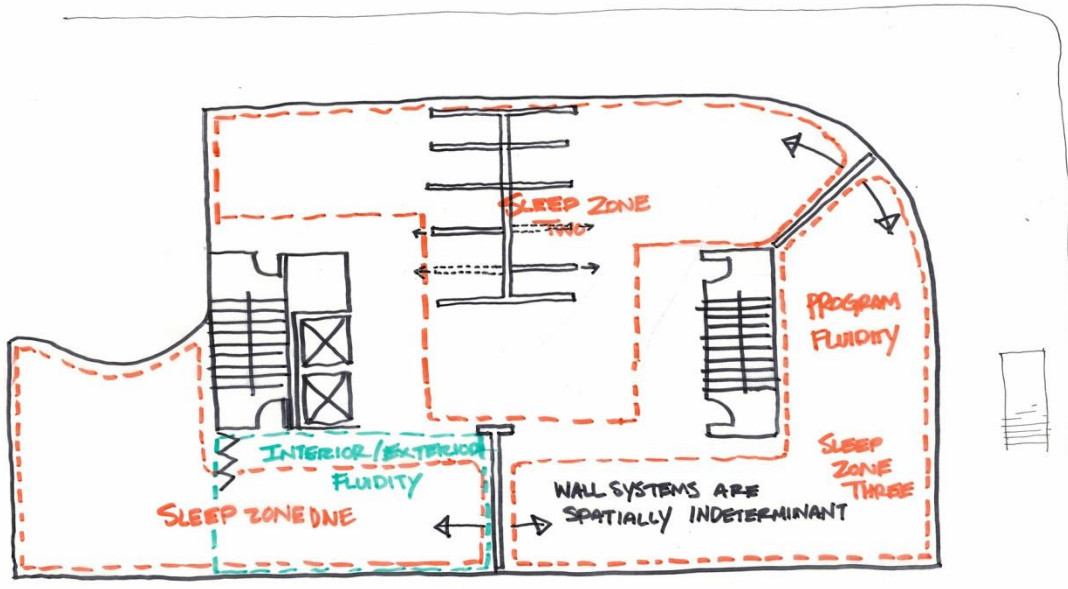 SLEEP ZONE
TWO
PROGRAM
FLUIDITY
INTERIOR/EXTERIOR
FLUIDITY
SLEEP ZONE ONE
SLEEP
ZONE
THREE
WALL SYSTEMS ARE
SPATIALLY INDETERMINANT